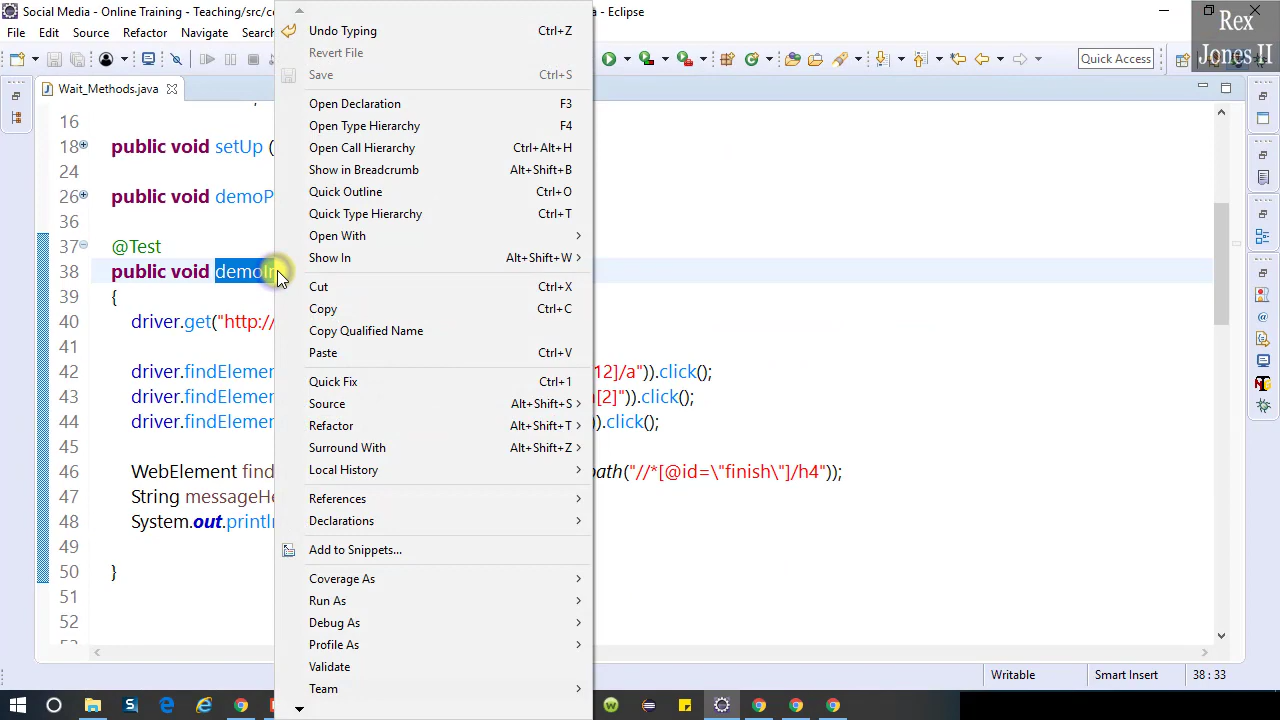 Social Media - Online Training - Teaching/src/c
a - Eclipse
Rex
Jones II
File Edit Source Refactor Navigate Search
Quick Access
Wait_Methods.java
16
18 public void setUp (
24
26 public void demoP
36
37 @Test
38 public void demoI
39 {
40 driver.get("http://
41
42 driver.findElemen 12]/a")).click();
43 driver.findElemen [2]")).click();
44 driver.findElemen )).click();
45
46 WebElement find path("//*[@id=\"finish\"]/h4"));
47 String messageHe
48 System.out.println
49
50 }
51
52
53
Undo Typing Ctrl+Z
Revert File
Save Ctrl+S
Open Declaration F3
Open Type Hierarchy F4
Open Call Hierarchy Ctrl+Alt+H
Show in Breadcrumb Alt+Shift+B
Quick Outline Ctrl+O
Quick Type Hierarchy Ctrl+T
Open With
Show In Alt+Shift+W
Cut Ctrl+X
Copy Ctrl+C
Copy Qualified Name
Paste Ctrl+V
Quick Fix Ctrl+1
Source Alt+Shift+S
Refactor Alt+Shift+T
Surround With Alt+Shift+Z
Local History
References
Declarations
Add to Snippets...
Coverage As
Run As
Debug As
Profile As
Validate
Team
Writable Smart Insert 38 : 33